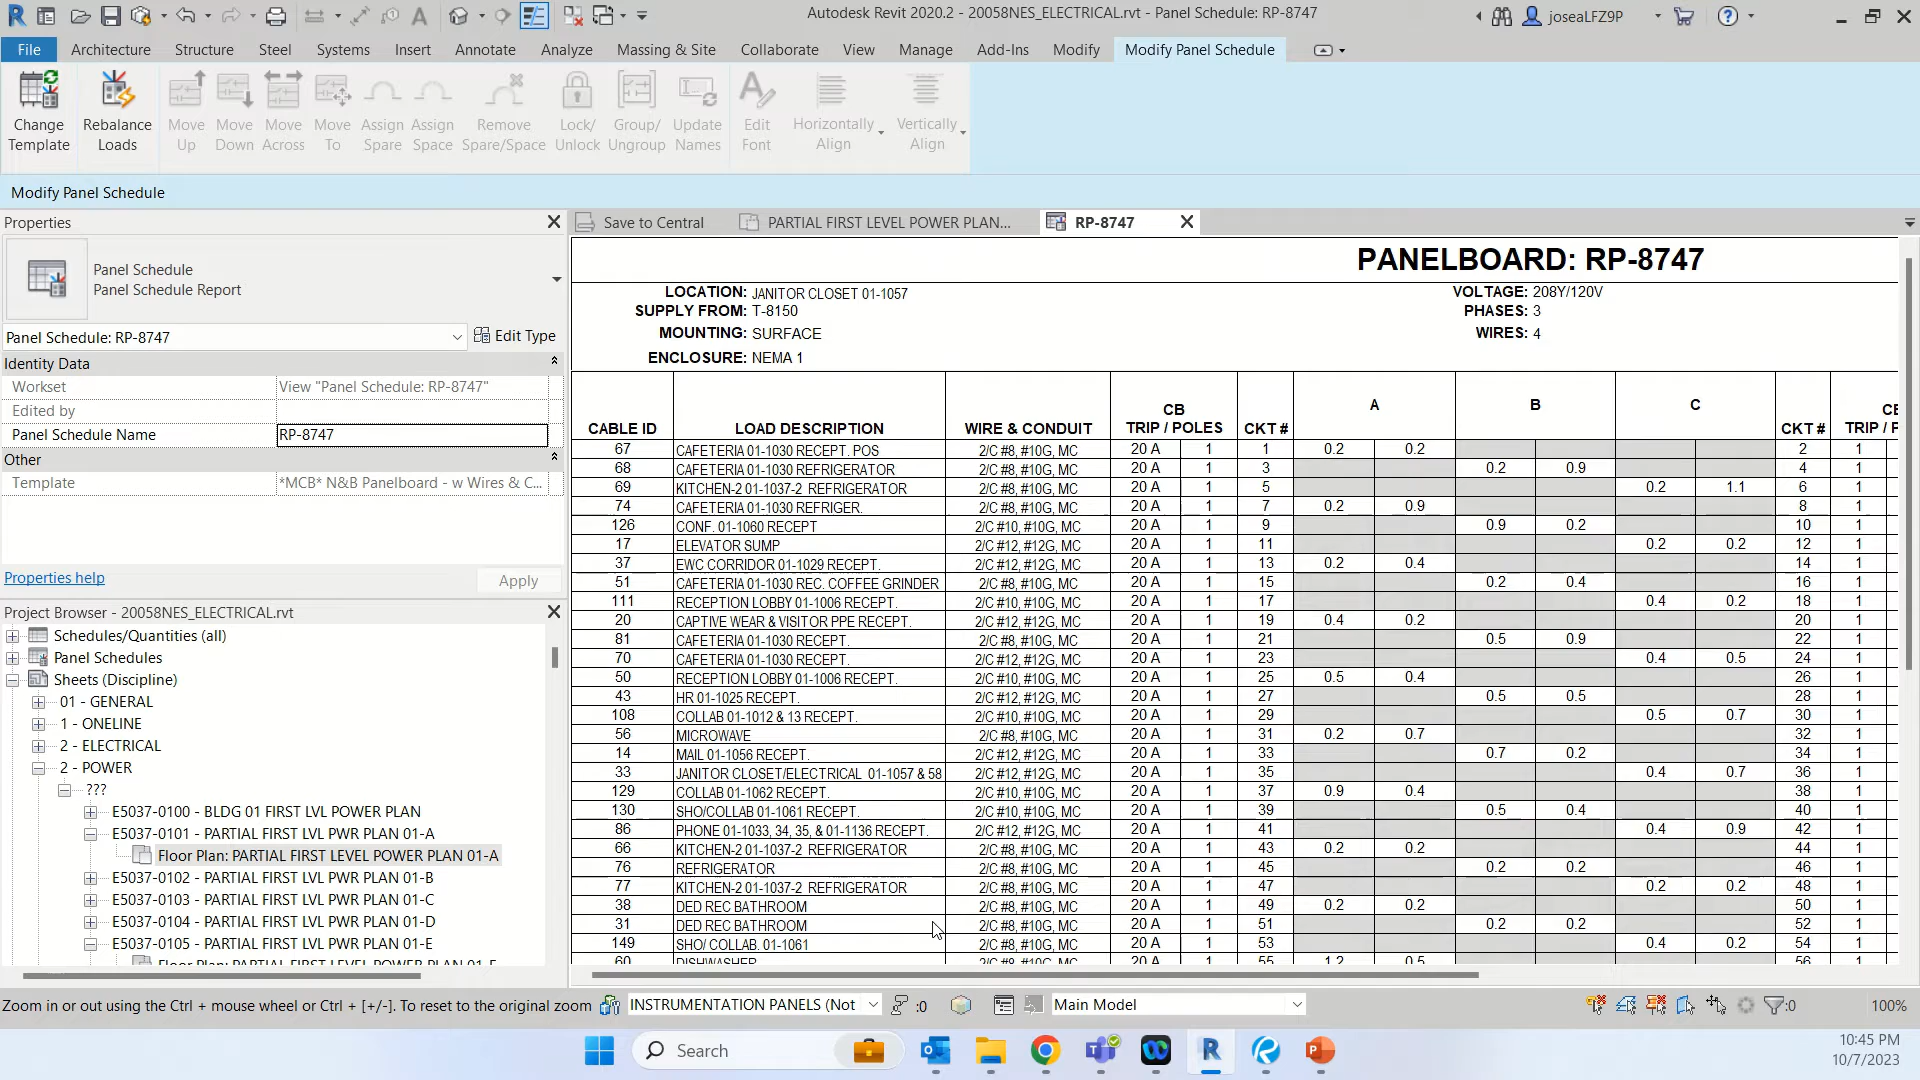 Autodesk Revit 2020.2 - 20058NES_ELECTRICAL.rvt - Panel Schedule: RP-8747
joseaLFZ9P
File Architecture Structure Steel Systems Insert Annotate Analyze Massing & Site Collaborate View Manage Add-Ins Modify Modify Panel Schedule
Change Template
Rebalance Loads
Move Up
Move Down
Move Across
Move To
Assign Spare
Assign Space
Remove Spare/Space
Lock/ Unlock
Group/ Ungroup
Update Names
Edit Font
Horizontally Align
Vertically Align
Modify Panel Schedule
Properties
Panel Schedule
Panel Schedule Report
Panel Schedule: RP-8747
Edit Type
Identity Data
Workset View "Panel Schedule: RP-8747"
Edited by
Panel Schedule Name RP-8747
Other
Template *MCB* N&B Panelboard - w Wires & C...
Properties help
Apply
Project Browser - 20058NES_ELECTRICAL.rvt
Schedules/Quantities (all)
Panel Schedules
Sheets (Discipline)
01 - GENERAL
1 - ONELINE
2 - ELECTRICAL
2 - POWER
???
E5037-0100 - BLDG 01 FIRST LVL POWER PLAN
E5037-0101 - PARTIAL FIRST LVL PWR PLAN 01-A
Floor Plan: PARTIAL FIRST LEVEL POWER PLAN 01-A
E5037-0102 - PARTIAL FIRST LVL PWR PLAN 01-B
E5037-0103 - PARTIAL FIRST LVL PWR PLAN 01-C
E5037-0104 - PARTIAL FIRST LVL PWR PLAN 01-D
E5037-0105 - PARTIAL FIRST LVL PWR PLAN 01-E
Save to Central
PARTIAL FIRST LEVEL POWER PLAN...
RP-8747
PANELBOARD: RP-8747
LOCATION: JANITOR CLOSET 01-1057
SUPPLY FROM: T-8150
MOUNTING: SURFACE
ENCLOSURE: NEMA 1
VOLTAGE: 208Y/120V
PHASES: 3
WIRES: 4
CABLE ID LOAD DESCRIPTION WIRE & CONDUIT CB TRIP / POLES CKT # A B C CKT #
67 CAFETERIA 01-1030 RECEPT. POS 2/C #8, #10G, MC 20 A 1 1 0.2 0.2 2 1
68 CAFETERIA 01-1030 REFRIGERATOR 2/C #8, #10G, MC 20 A 1 3 0.2 0.9 4 1
69 KITCHEN-2 01-1037-2 REFRIGERATOR 2/C #8, #10G, MC 20 A 1 5 0.2 1.1 6 1
74 CAFETERIA 01-1030 REFRIGER. 2/C #8, #10G, MC 20 A 1 7 0.2 0.9 8 1
126 CONF. 01-1060 RECEPT 2/C #10, #10G, MC 20 A 1 9 0.9 0.2 10 1
17 ELEVATOR SUMP 2/C #12, #12G, MC 20 A 1 11 0.2 0.2 12 1
37 EWC CORRIDOR 01-1029 RECEPT. 2/C #12, #12G, MC 20 A 1 13 0.2 0.4 14 1
51 CAFETERIA 01-1030 REC. COFFEE GRINDER 2/C #8, #10G, MC 20 A 1 15 0.2 0.4 16 1
111 RECEPTION LOBBY 01-1006 RECEPT. 2/C #10, #10G, MC 20 A 1 17 0.4 0.2 18 1
20 CAPTIVE WEAR & VISITOR PPE RECEPT. 2/C #12, #12G, MC 20 A 1 19 0.4 0.2 20 1
81 CAFETERIA 01-1030 RECEPT. 2/C #8, #10G, MC 20 A 1 21 0.5 0.9 22 1
70 CAFETERIA 01-1030 RECEPT. 2/C #12, #12G, MC 20 A 1 23 0.4 0.5 24 1
50 RECEPTION LOBBY 01-1006 RECEPT. 2/C #10, #10G, MC 20 A 1 25 0.5 0.4 26 1
43 HR 01-1025 RECEPT. 2/C #12, #12G, MC 20 A 1 27 0.5 0.5 28 1
108 COLLAB 01-1012 & 13 RECEPT. 2/C #10, #10G, MC 20 A 1 29 0.5 0.7 30 1
56 MICROWAVE 2/C #8, #10G, MC 20 A 1 31 0.2 0.7 32 1
14 MAIL 01-1056 RECEPT. 2/C #12, #12G, MC 20 A 1 33 0.7 0.2 34 1
33 JANITOR CLOSET/ELECTRICAL 01-1057 & 58 2/C #12, #12G, MC 20 A 1 35 0.4 0.7 36 1
129 COLLAB 01-1062 RECEPT. 2/C #10, #10G, MC 20 A 1 37 0.9 0.4 38 1
130 SHO/COLLAB 01-1061 RECEPT. 2/C #10, #10G, MC 20 A 1 39 0.5 0.4 40 1
86 PHONE 01-1033, 34, 35, & 01-1136 RECEPT. 2/C #12, #12G, MC 20 A 1 41 0.4 0.9 42 1
66 KITCHEN-2 01-1037-2 REFRIGERATOR 2/C #8, #10G, MC 20 A 1 43 0.2 0.2 44 1
76 REFRIGERATOR 2/C #8, #10G, MC 20 A 1 45 0.2 0.2 46 1
77 KITCHEN-2 01-1037-2 REFRIGERATOR 2/C #8, #10G, MC 20 A 1 47 0.2 0.2 48 1
38 DED REC BATHROOM 2/C #8, #10G, MC 20 A 1 49 0.2 0.2 50 1
31 DED REC BATHROOM 2/C #8, #10G, MC 20 A 1 51 0.2 0.2 52 1
149 SHO/ COLLAB. 01-1061 2/C #8, #10G, MC 20 A 1 53 0.4 0.2 54 1
60 DISHWASHER 2/C #8, #10G, MC 20 A 1 55 1.2 0.5 56 1
Zoom in or out using the Ctrl + mouse wheel or Ctrl + [+/-]. To reset to the original zoom
INSTRUMENTATION PANELS (Not
:0
Main Model
:0
100%
Search
10:45 PM
10/7/2023